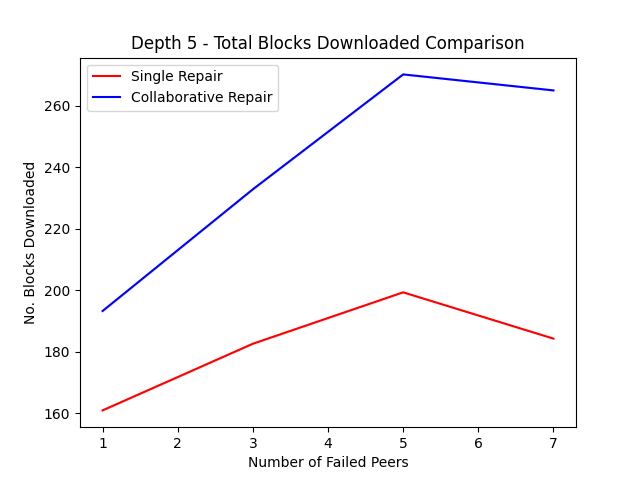 Depth 5 - Total Blocks Downloaded Comparison
Single Repair
Collaborative Repair
No. Blocks Downloaded
260
240
220
200
180
160
1 2 3 4 5 6 7
Number of Failed Peers